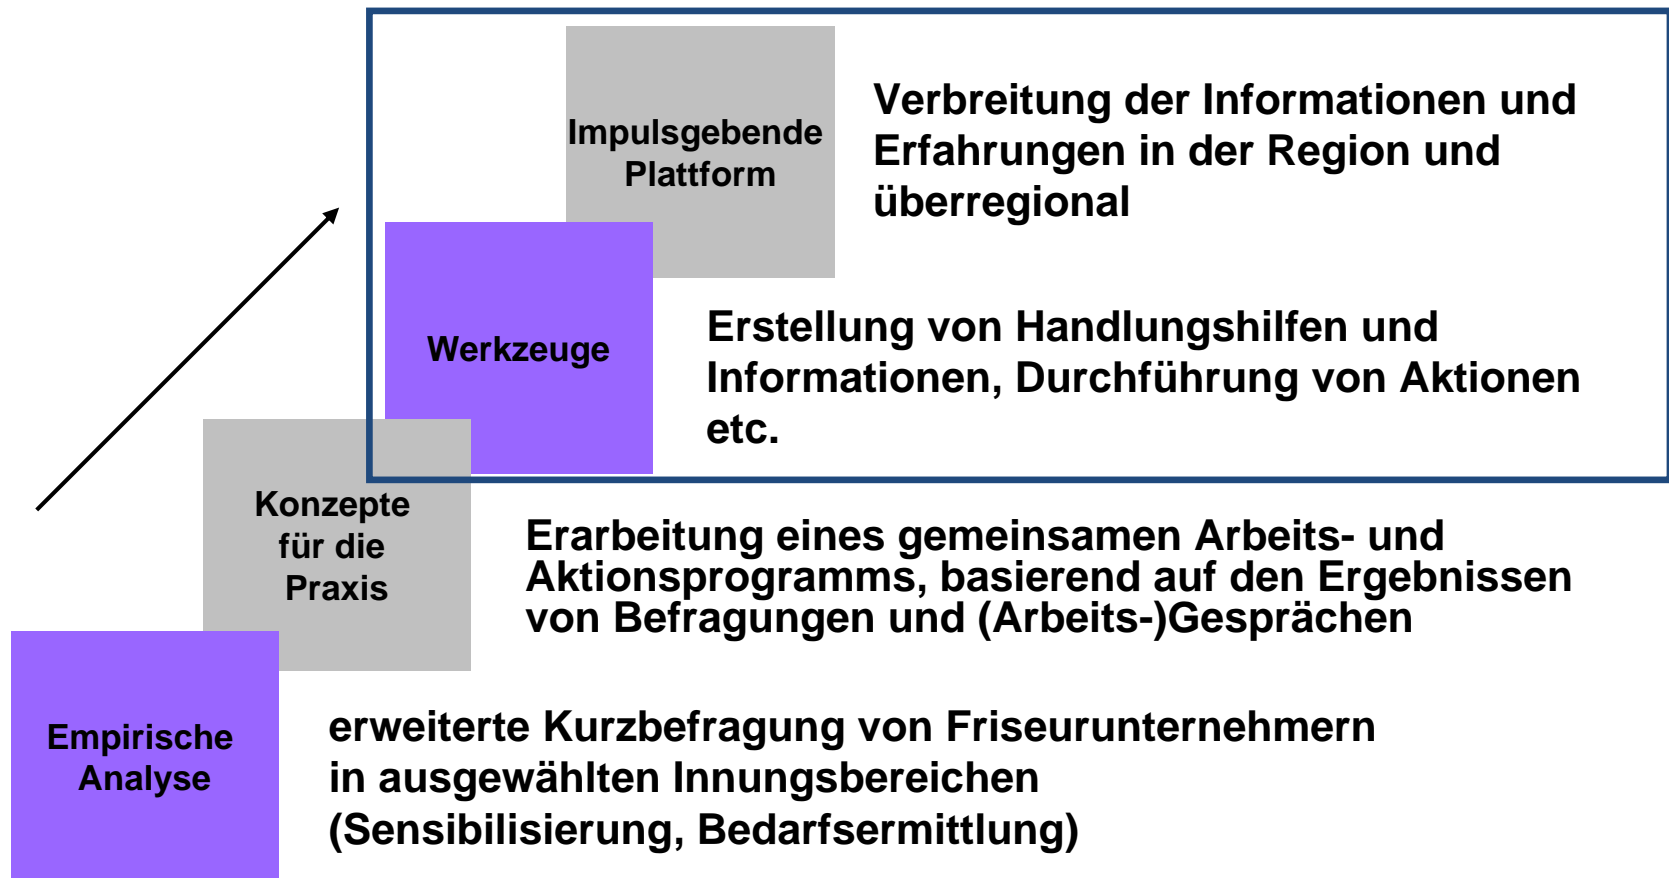 Impulsgebende
Plattform
Verbreitung der Informationen und
Erfahrungen in der Region und
überregional
Werkzeuge
Erstellung von Handlungshilfen und
Informationen, Durchführung von Aktionen
etc.
Konzepte
für die
Praxis
Erarbeitung eines gemeinsamen Arbeits- und
Aktionsprogramms, basierend auf den Ergebnissen
von Befragungen und (Arbeits-)Gesprächen
Empirische
Analyse
erweiterte Kurzbefragung von Friseurunternehmern
in ausgewählten Innungsbereichen
(Sensibilisierung, Bedarfsermittlung)